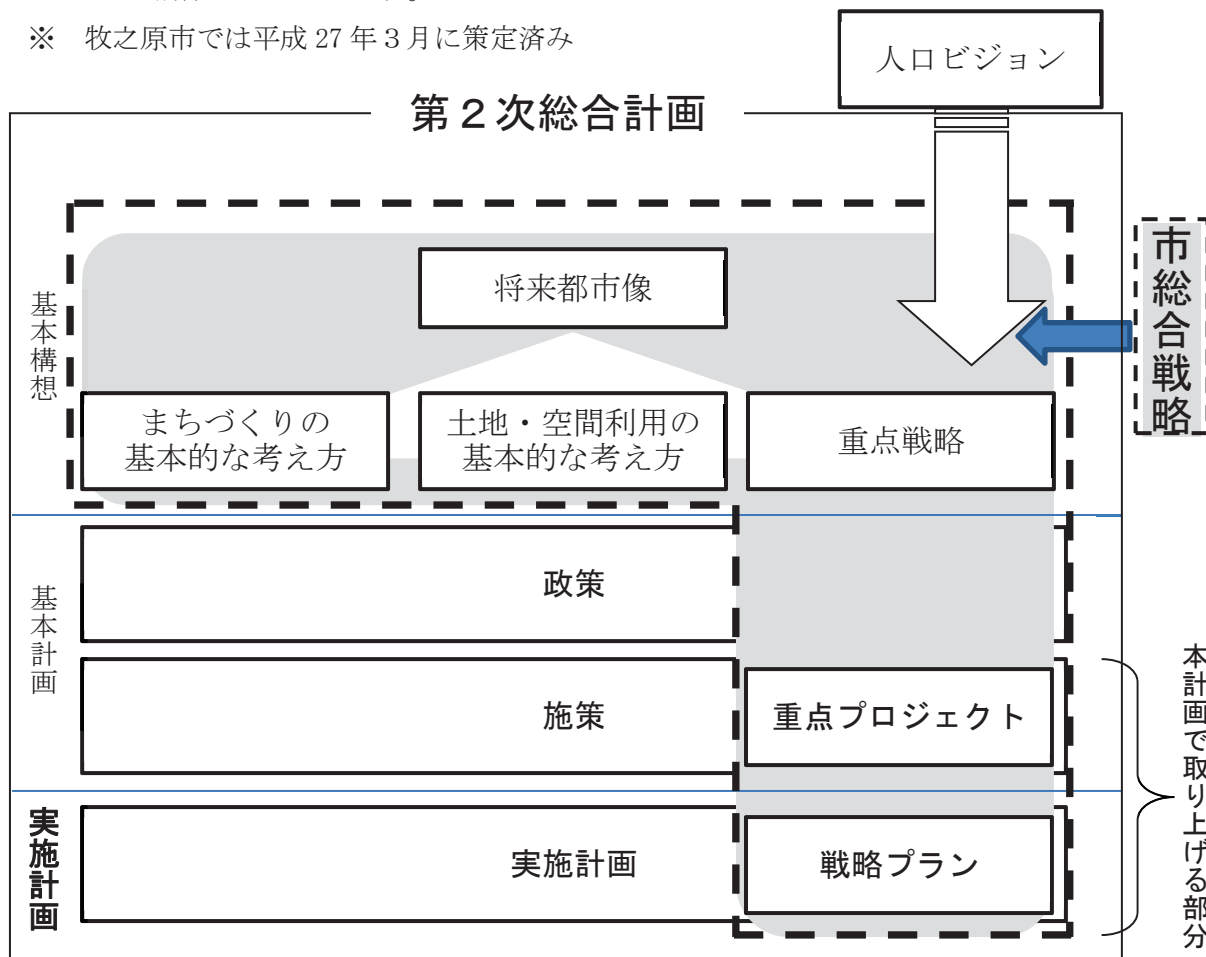 ※ 牧之原市では平成 27 年３月に策定済み
人口ビジョン
第２次総合計画
市総合戦略
基本構想
将来都市像
まちづくりの
基本的な考え方
土地・空間利用の
基本的な考え方
重点戦略
基本計画
政策
施策
重点プロジェクト
本計画で取り上げる部分
実施計画
実施計画
戦略プラン